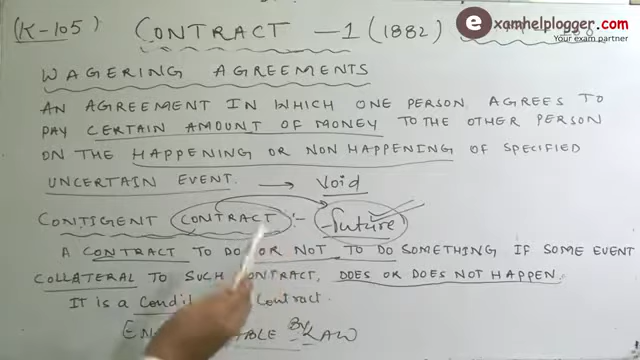 (K-105) CONTRACT -1 (1882)
examhelplogger.com
Your exam partner
WAGERING AGREEMENTS
AN AGREEMENT IN WHICH ONE PERSON AGREES TO
PAY CERTAIN AMOUNT OF MONEY TO THE OTHER PERSON
ON THE HAPPENING OR NON HAPPENING OF SPECIFIED
UNCERTAIN EVENT → Void
CONTIGENT CONTRACT :- future
A CONTRACT TO DO OR NOT TO DO SOMETHING IF SOME EVENT
COLLATERAL TO SUCH CONTRACT, DOES OR DOES NOT HAPPEN.
It is a Contract.
BY LAW